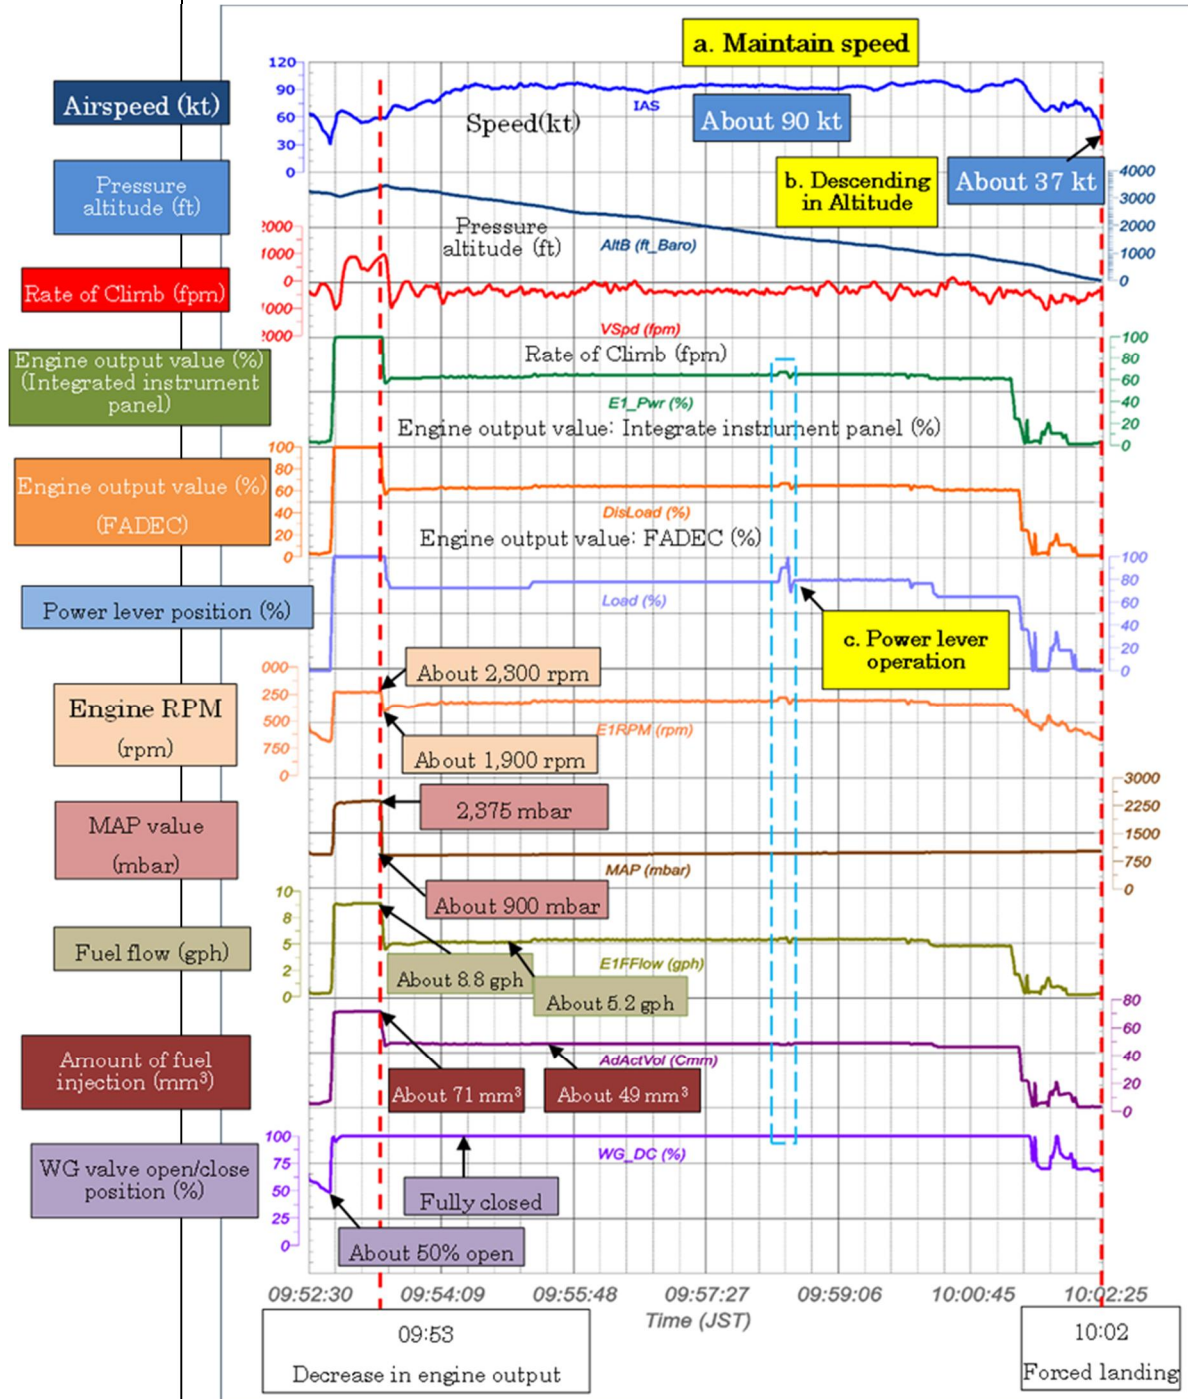 a. Maintain speed
120
90
60
30
0
Airspeed (kt)
IAS
Speed(kt)
About 90 kt
Pressure
altitude (ft)
b. Descending
in Altitude
About 37 kt
4000
3000
2000
1000
0
Pressure
altitude (ft)
AltB (ft_Baro)
2000
1000
0
1000
2000
Rate of Climb (fpm)
VSpd (fpm)
Rate of Climb (fpm)
Engine output value (%)
(Integrated instrument
panel)
100
80
60
40
20
0
E1_Pwr (%)
Engine output value: Integrate instrument panel (%)
Engine output value (%)
(FADEC)
100
80
60
40
20
0
DisLoad (%)
Engine output value: FADEC (%)
Power lever position (%)
Load (%)
100
80
60
40
20
0
c. Power lever
operation
Engine RPM
(rpm)
000
250
500
750
0
About 2,300 rpm
E1RPM (rpm)
About 1,900 rpm
MAP value
(mbar)
2,375 mbar
3000
2250
1500
750
0
MAP (mbar)
About 900 mbar
Fuel flow (gph)
10
8
5
2
0
E1FFlow (gph)
About 8.8 gph
About 5.2 gph
Amount of fuel
injection (mm³)
80
60
40
20
0
AdActVol (Cmm)
About 71 mm³
About 49 mm³
WG valve open/close
position (%)
100
75
50
25
0
WG_DC (%)
Fully closed
About 50% open
09:52:30
09:54:09
09:55:48
09:57:27
09:59:06
10:00:45
10:02:25
Time (JST)
09:53
Decrease in engine output
10:02
Forced landing